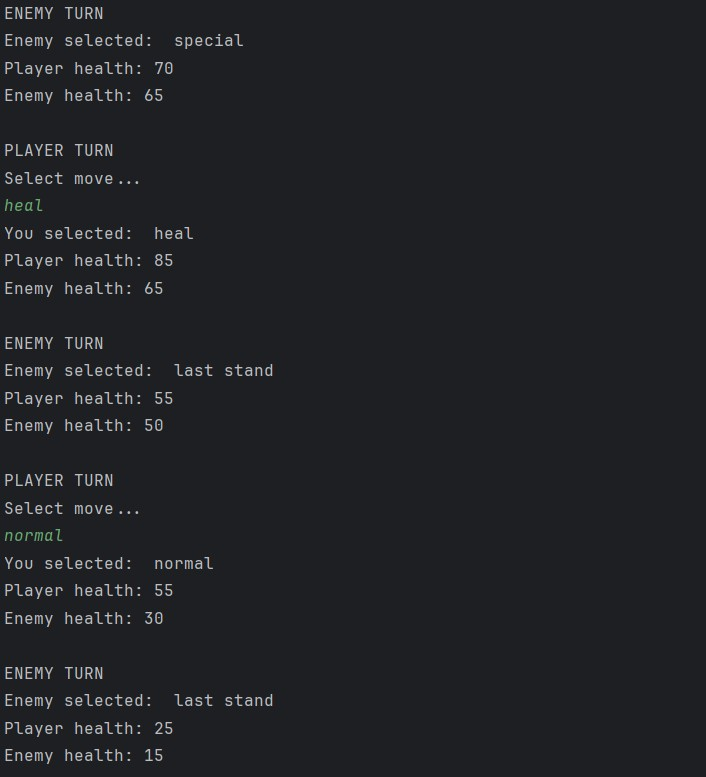 ENEMY TURN
Enemy selected:  special
Player health: 70
Enemy health: 65
PLAYER TURN
Select move...
heal
You selected:  heal
Player health: 85
Enemy health: 65
ENEMY TURN
Enemy selected:  last stand
Player health: 55
Enemy health: 50
PLAYER TURN
Select move...
normal
You selected:  normal
Player health: 55
Enemy health: 30
ENEMY TURN
Enemy selected:  last stand
Player health: 25
Enemy health: 15